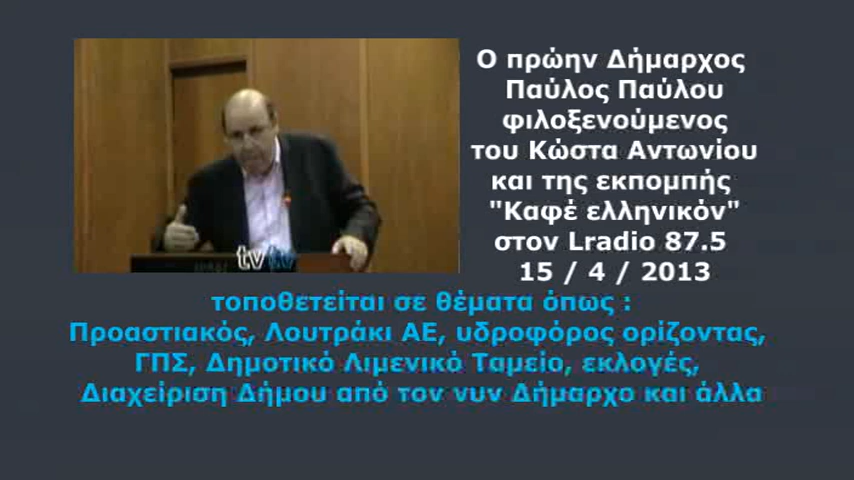 Ο πρώην Δήμαρχος
Παύλος Παύλου
φιλοξενούμενος
του Κώστα Αντωνίου
και της εκπομπής
"Καφέ ελληνικόν"
στον Lradio 87.5
15 / 4 / 2013
tv
τοποθετείται σε θέματα όπως :
Προαστιακός, Λουτράκι ΑΕ, υδροφόρος ορίζοντας,
ΓΠΣ, Δημοτικό Λιμενικό Ταμείο, εκλογές,
Διαχείριση Δήμου από τον νυν Δήμαρχο και άλλα